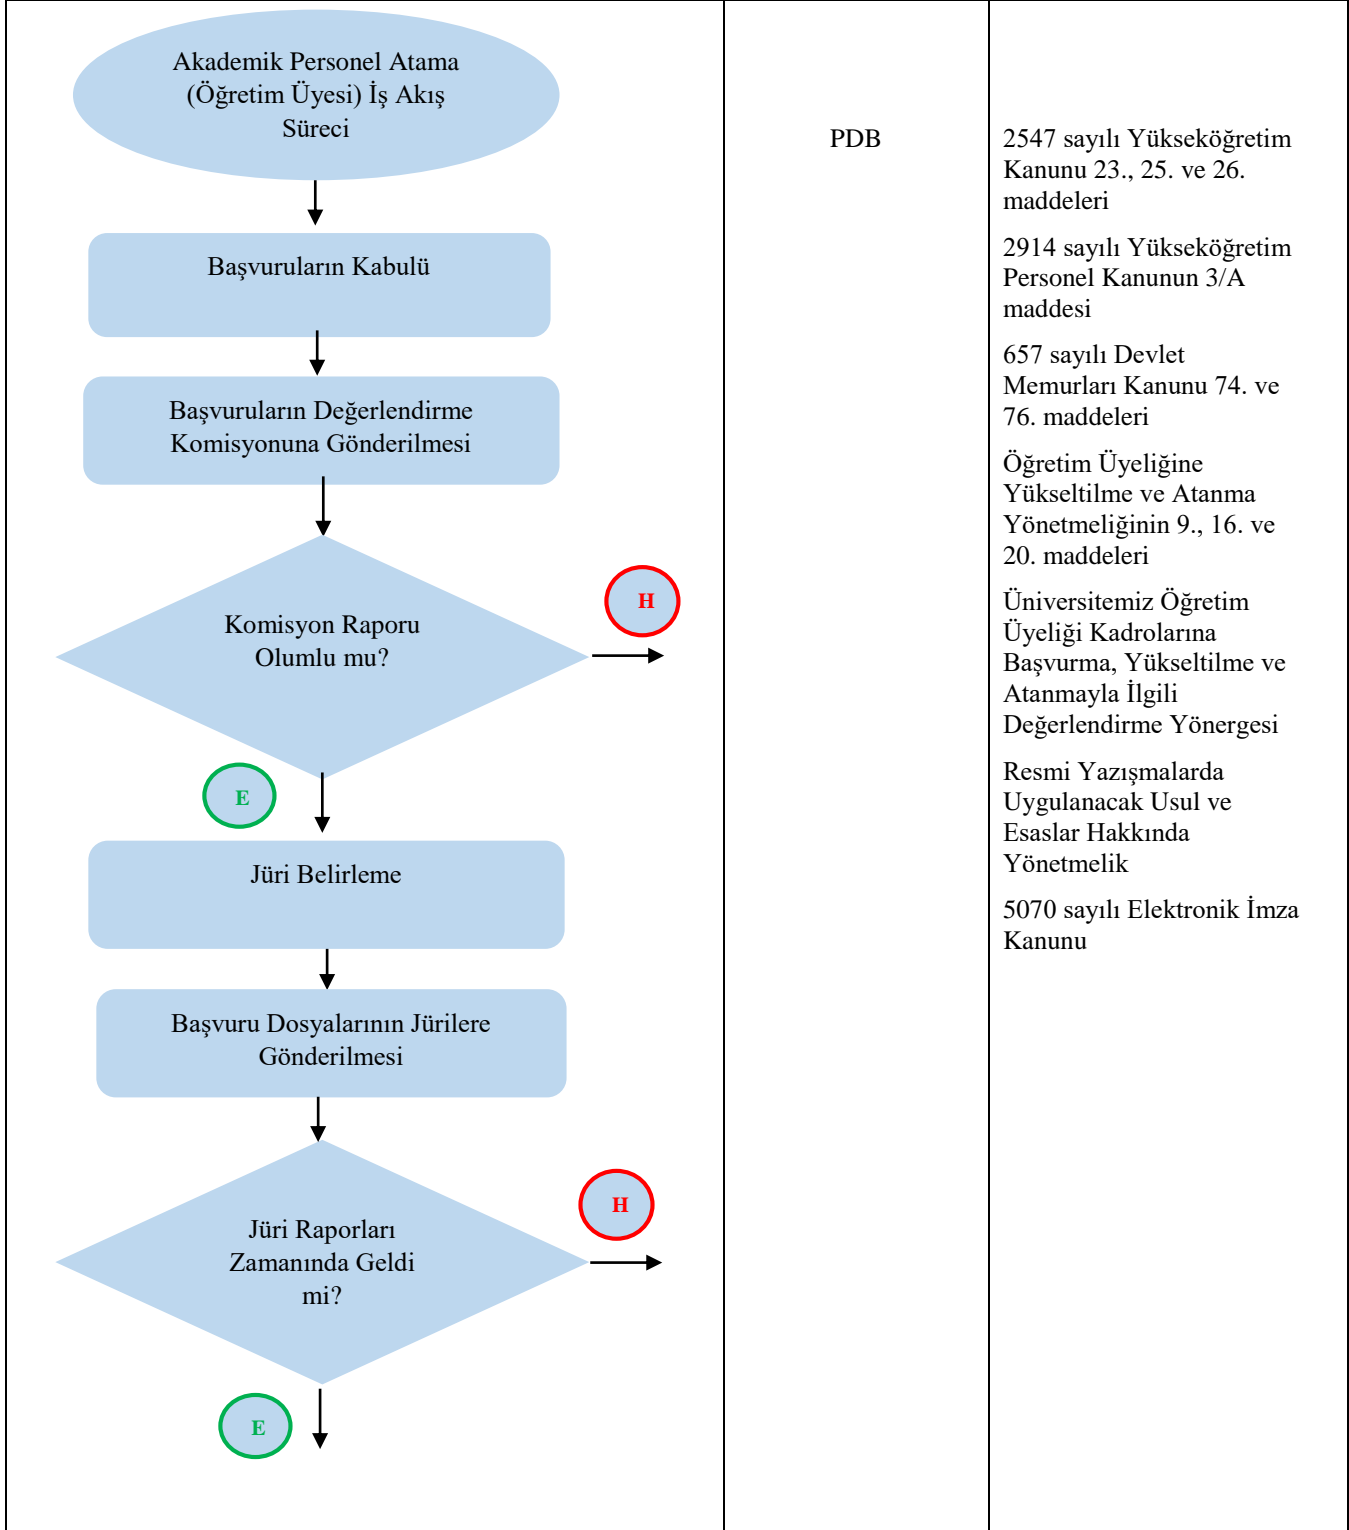 Akademik Personel Atama
(Öğretim Üyesi) İş Akış
Süreci
Başvuruların Kabulü
Başvuruların Değerlendirme
Komisyonuna Gönderilmesi
Komisyon Raporu
Olumlu mu?
H
E
Jüri Belirleme
Başvuru Dosyalarının Jürilere
Gönderilmesi
Jüri Raporları
Zamanında Geldi
mi?
H
E
PDB
2547 sayılı Yükseköğretim
Kanunu 23., 25. ve 26.
maddeleri
2914 sayılı Yükseköğretim
Personel Kanunun 3/A
maddesi
657 sayılı Devlet
Memurları Kanunu 74. ve
76. maddeleri
Öğretim Üyeliğine
Yükseltilme ve Atanma
Yönetmeliğinin 9., 16. ve
20. maddeleri
Üniversitemiz Öğretim
Üyeliği Kadrolarına
Başvurma, Yükseltilme ve
Atanmayla İlgili
Değerlendirme Yönergesi
Resmi Yazışmalarda
Uygulanacak Usul ve
Esaslar Hakkında
Yönetmelik
5070 sayılı Elektronik İmza
Kanunu